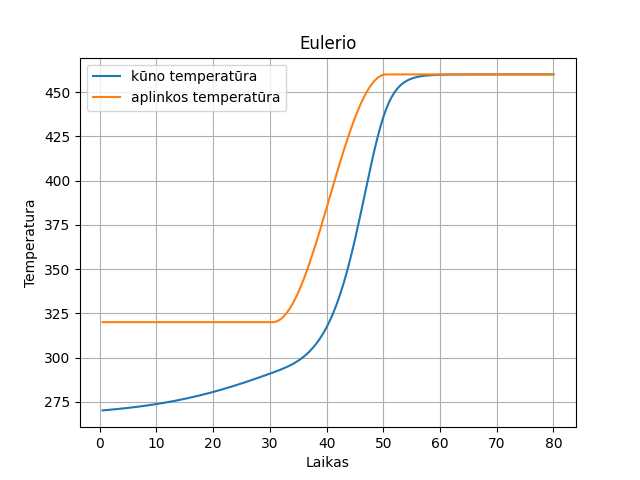 Eulerio
kūno temperatūra
aplinkos temperatūra
Temperatura
450
425
400
375
350
325
300
275
0 10 20 30 40 50 60 70 80
Laikas